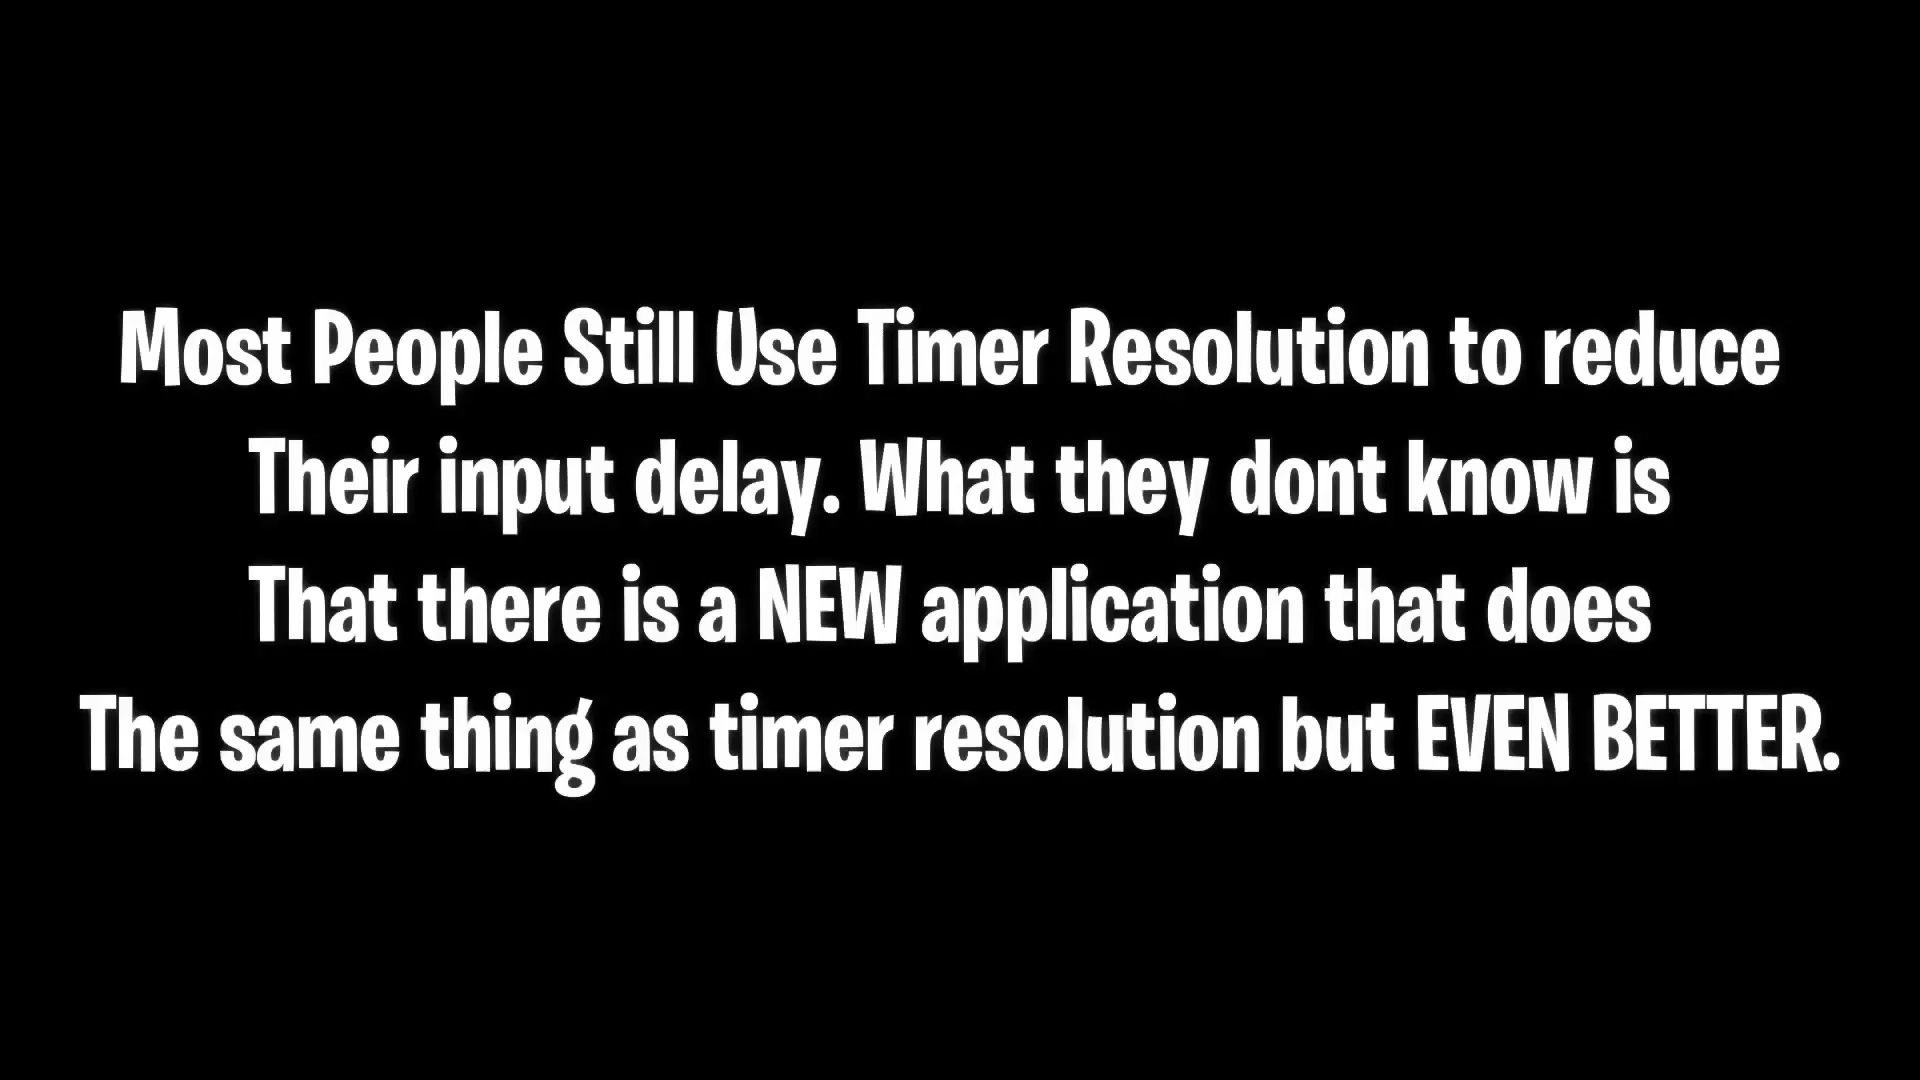 Most People Still Use Timer Resolution to reduce
Their input delay. What they dont know is
That there is a NEW application that does
The same thing as timer resolution but EVEN BETTER.